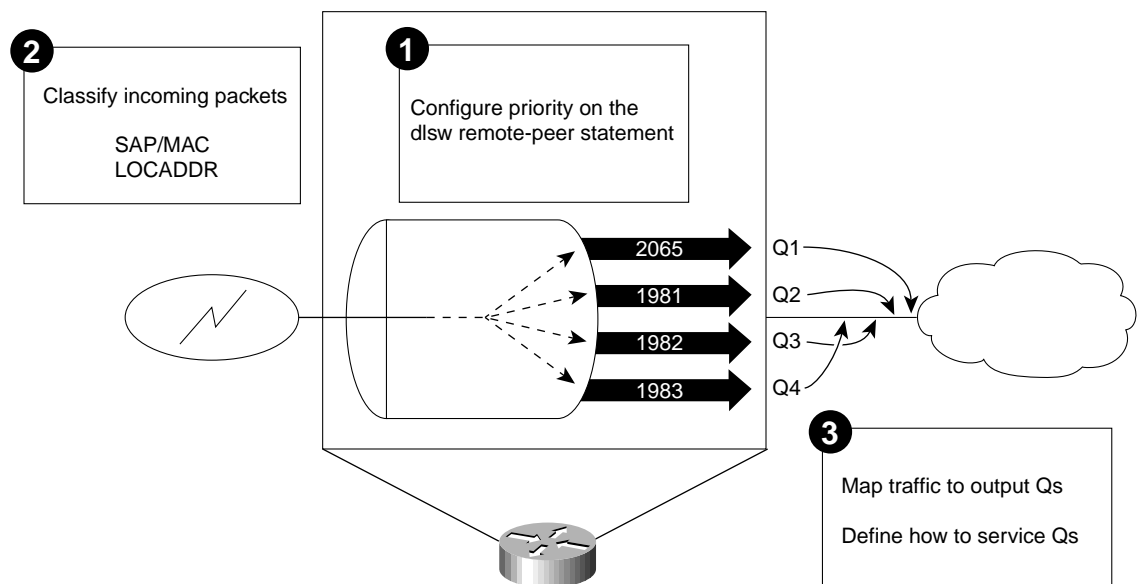 2
Classify incoming packets
SAP/MAC
LOCADDR
1
Configure priority on the
dlsw remote-peer statement
2065
1981
1982
1983
Q1
Q2
Q3
Q4
3
Map traffic to output Qs
Define how to service Qs